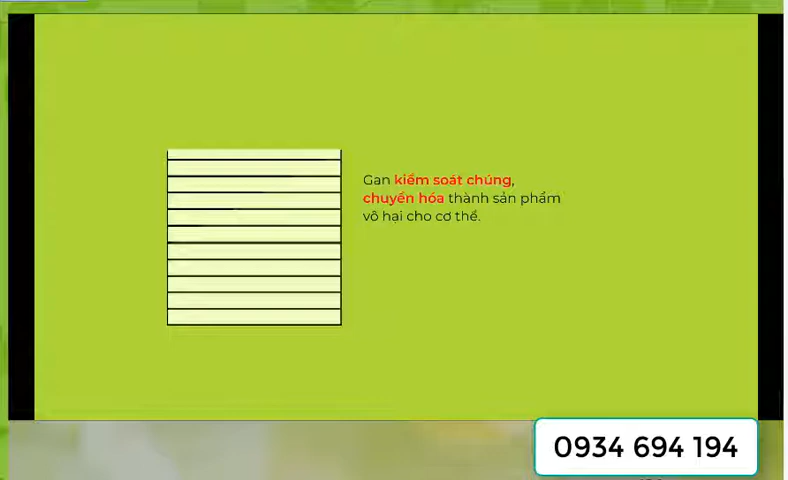 Gan kiểm soát chúng,
chuyển hóa thành sản phẩm
vô hại cho cơ thể.
0934 694 194